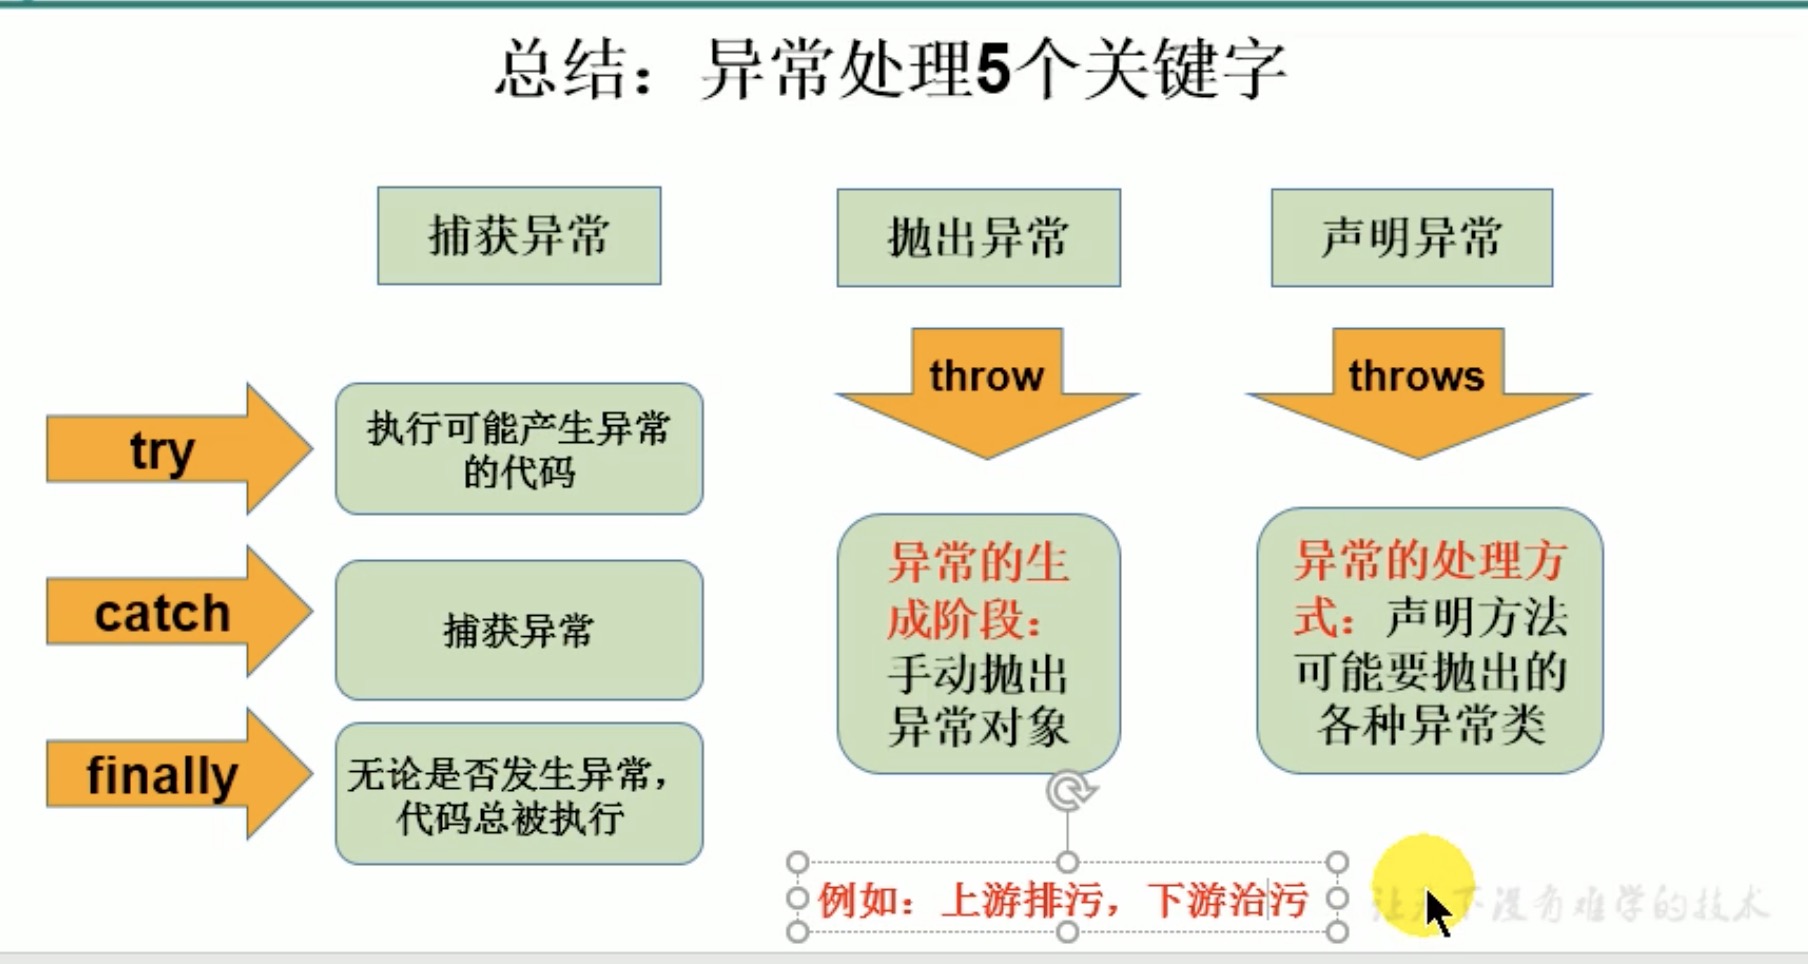 总结：异常处理5个关键字
捕获异常
抛出异常
声明异常
throw
throws
try
执行可能产生异常
的代码
catch
捕获异常
finally
无论是否发生异常，
代码总被执行
异常的生
成阶段：
手动抛出
异常对象
异常的处理方
式：声明方法
可能要抛出的
各种异常类
例如：上游排污，下游治污
让天下没有难学的技术